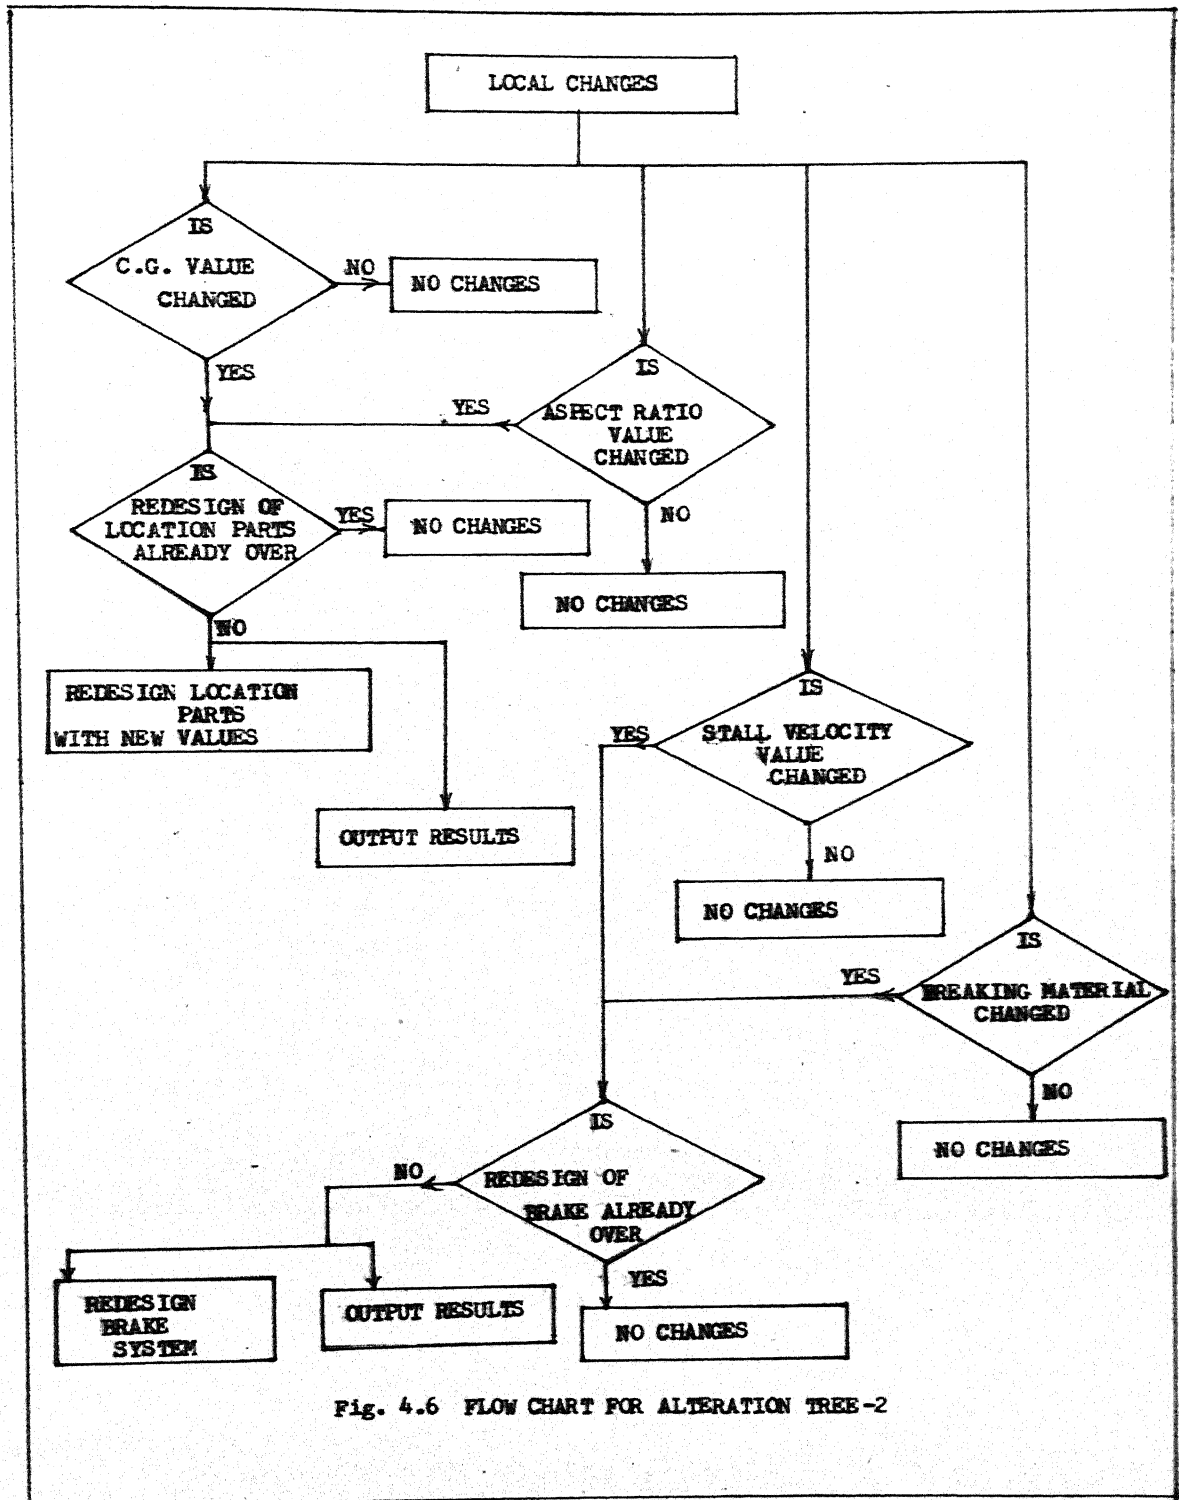 LOCAL CHANGES
IS
C.G. VALUE
CHANGED
NO
NO CHANGES
YES
IS
ASPECT RATIO
VALUE
CHANGED
YES
NO
NO CHANGES
IS
REDESIGN OF
LOCATION PARTS
ALREADY OVER
YES
NO CHANGES
NO
REDESIGN LOCATION
PARTS
WITH NEW VALUES
OUTPUT RESULTS
IS
STALL VELOCITY
VALUE
CHANGED
YES
NO
NO CHANGES
IS
BREAKING MATERIAL
CHANGED
YES
NO
NO CHANGES
IS
REDESIGN OF
BRAKE ALREADY
OVER
NO
YES
REDESIGN
BRAKE
SYSTEM
OUTPUT RESULTS
NO CHANGES
Fig. 4.6 FLOW CHART FOR ALTERATION TREE-2